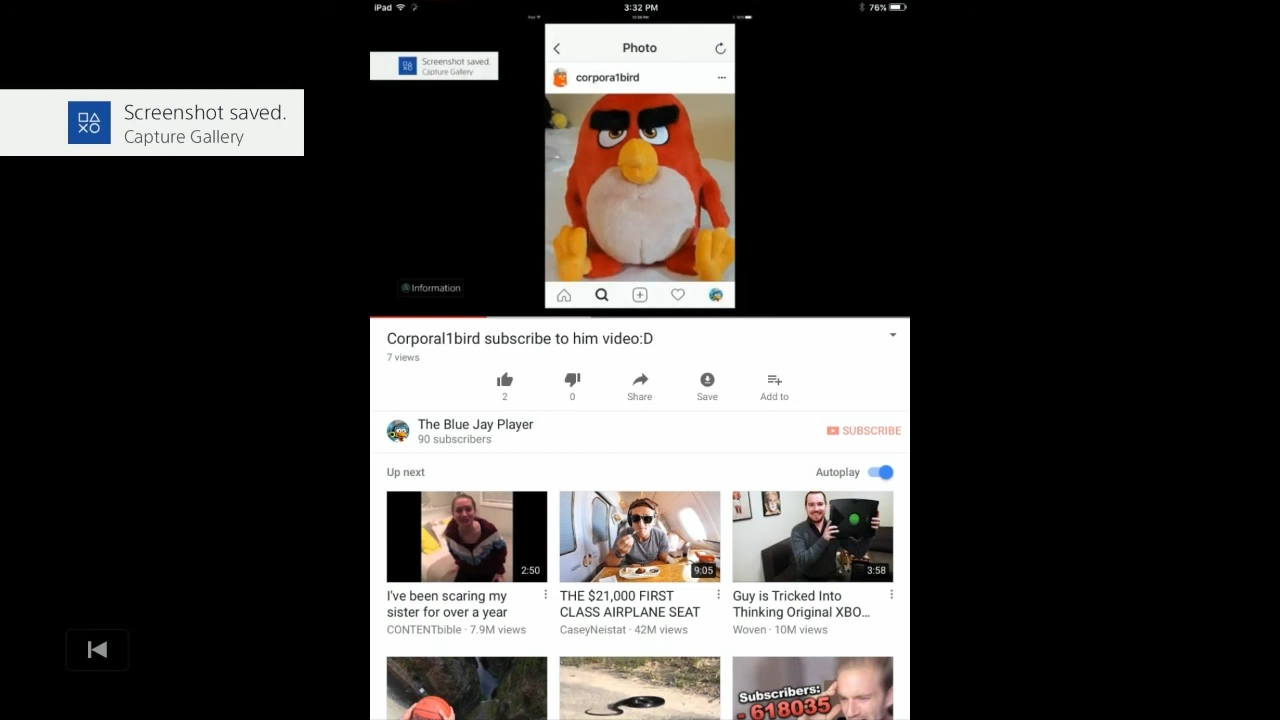 iPad
3:32 PM
76%
Screenshot saved.
Capture Gallery
Photo
Screenshot saved.
Capture Gallery
corpora1bird
Information
Corporal1bird subscribe to him video:D
7 views
2
0
Share
Save
Add to
The Blue Jay Player
90 subscribers
SUBSCRIBE
Up next
Autoplay
2:50
9:05
3:58
I've been scaring my
sister for over a year
CONTENTbible · 7.9M views
THE $21,000 FIRST
CLASS AIRPLANE SEAT
CaseyNeistat · 42M views
Guy is Tricked Into
Thinking Original XBO...
Woven · 10M views
Subscribers:
- 618035